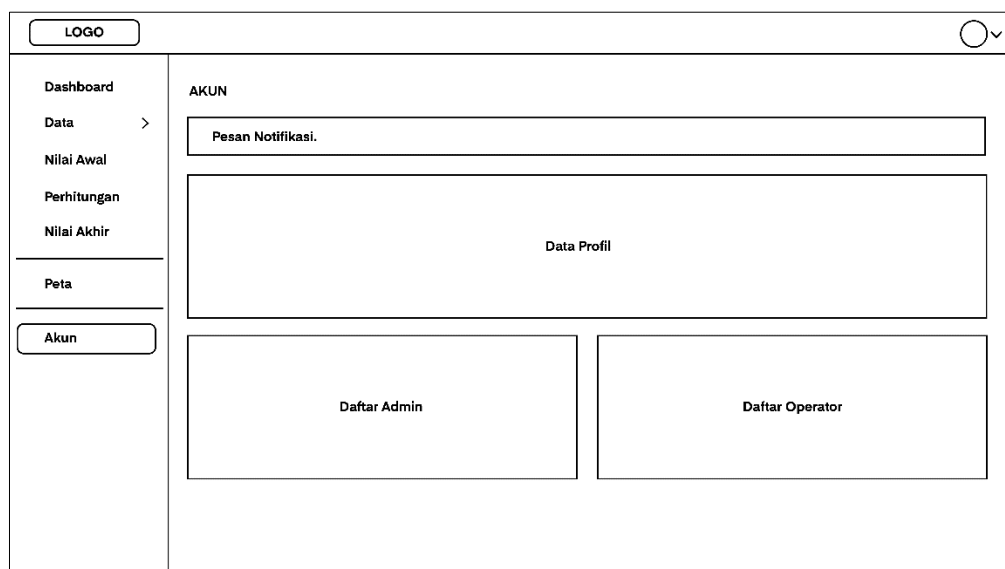 LOGO
Dashboard
Data
Nilai Awal
Perhitungan
Nilai Akhir
Peta
Akun
AKUN
Pesan Notifikasi.
Data Profil
Daftar Admin
Daftar Operator